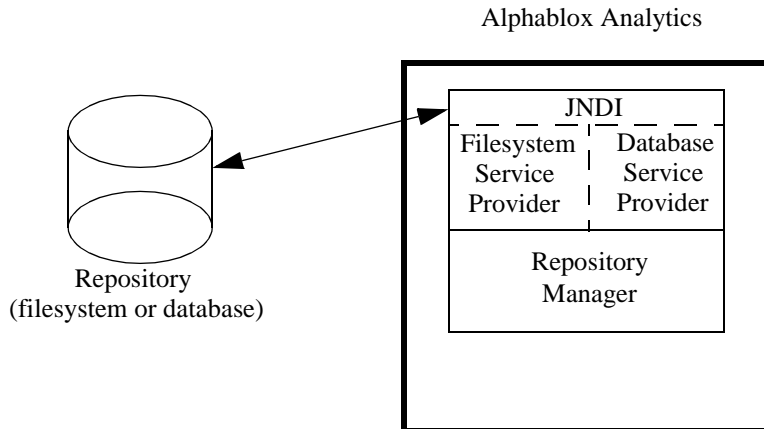 Alphablox Analytics
JNDI
Filesystem
Service
Provider
Database
Service
Provider
Repository
Manager
Repository
(filesystem or database)